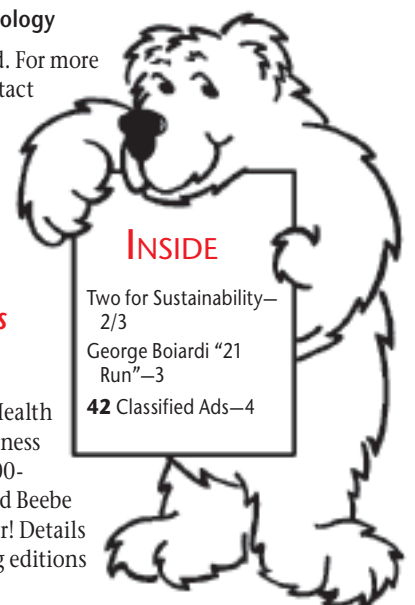 ology
d. For more
tact
INSIDE
Two for Sustainability—
2/3
George Boiardi “21
Run”—3
42 Classified Ads—4
s
Health
ness
00-
d Beebe
r! Details
g editions